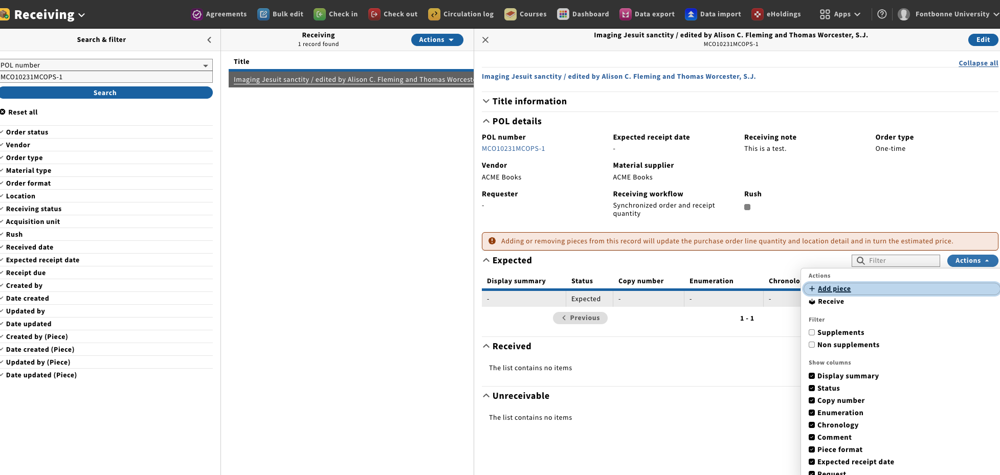 Receiving
Agreements
Bulk edit
Check in
Check out
Circulation log
Courses
Dashboard
Data export
Data import
eHoldings
Apps
Fontbonne University
Search & filter
POL number
MCO10231MCOPS-1
Search
Reset all
Order status
Vendor
Order type
Material type
Order format
Location
Receiving status
Acquisition unit
Rush
Received date
Expected receipt date
Receipt due
Created by
Date created
Updated by
Date updated
Created by (Piece)
Date created (Piece)
Updated by (Piece)
Date updated (Piece)
Receiving
1 record found
Actions
Title
Imaging Jesuit sanctity / edited by Alison C. Fleming and Thomas Worceste
Imaging Jesuit sanctity / edited by Alison C. Fleming and Thomas Worcester, S.J.
MCO10231MCOPS-1
Edit
Collapse all
Imaging Jesuit sanctity / edited by Alison C. Fleming and Thomas Worcester, S.J.
Title information
POL details
POL number
MCO10231MCOPS-1
Expected receipt date
-
Receiving note
This is a test.
Order type
One-time
Vendor
ACME Books
Material supplier
ACME Books
Requester
-
Receiving workflow
Synchronized order and receipt
quantity
Rush
Adding or removing pieces from this record will update the purchase order line quantity and location detail and in turn the estimated price.
Expected
Filter
Actions
Display summary Status Copy number Enumeration Chronolo
- Expected - - -
Previous
1 - 1
Received
The list contains no items
Unreceivable
The list contains no items
Actions
+ Add piece
Receive
Filter
Supplements
Non supplements
Show columns
Display summary
Status
Copy number
Enumeration
Chronology
Comment
Piece format
Expected receipt date
Request